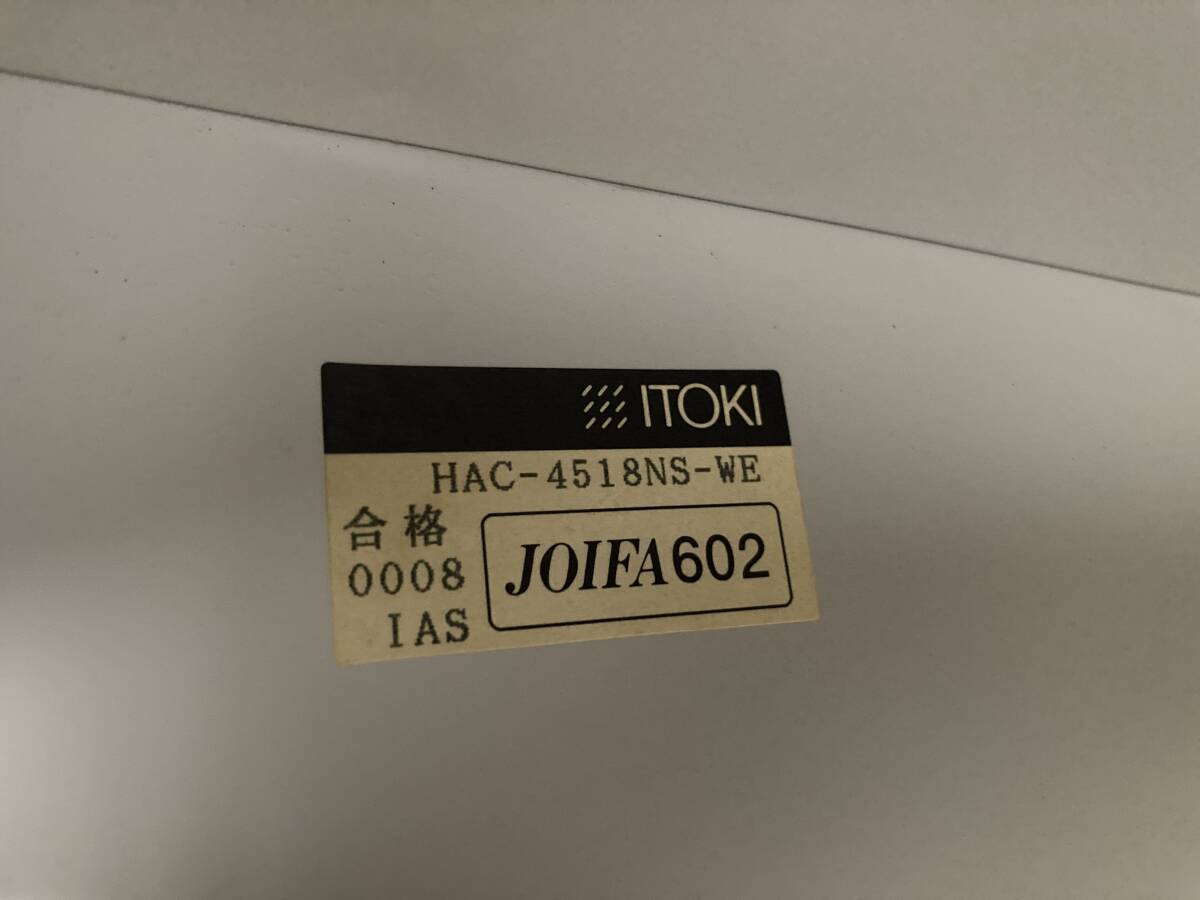 ITOKI
HAC-4518NS-WE
合格
0008
IAS
JOIFA602